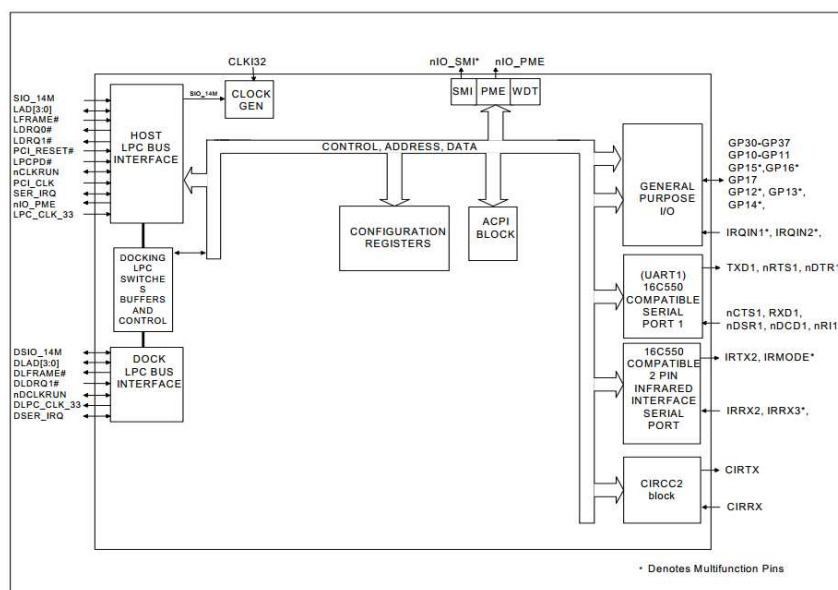 CLKI32
nIO_SMI*
nIO_PME
SMI
PME
WDT
SIO_14M
LAD[3:0]
LFRAME#
LDRQ0#
LDRQ1#
PCI_RESET#
LPCPD#
nCLKRUN
PCI_CLK
SER_IRQ
nIO_PME
LPC_CLK_33
HOST
LPC BUS
INTERFACE
SIO_14M
CLOCK
GEN
CONTROL, ADDRESS, DATA
CONFIGURATION
REGISTERS
ACPI
BLOCK
GENERAL
PURPOSE
I/O
GP30-GP37
GP10-GP11
GP15*,GP16*
GP17
GP12*, GP13*,
GP14*,
IRQIN1*, IRQIN2*,
DOCKING
LPC
SWITCHE
S
BUFFERS
AND
CONTROL
(UART1)
16C550
COMPATIBLE
SERIAL
PORT 1
TXD1, nRTS1, nDTR1
nCTS1, RXD1,
nDSR1, nDCD1, nRI1
DSIO_14M
DLAD[3:0]
DLFRAME#
DLDRQ1#
nDCLKRUN
DLPC_CLK_33
DSER_IRQ
DOCK
LPC BUS
INTERFACE
16C550
COMPATIBLE
2 PIN
INFRARED
INTERFACE
SERIAL
PORT
IRTX2, IRMODE*
IRRX2, IRRX3*,
CIRCC2
block
CIRTX
CIRRX
* Denotes Multifunction Pins